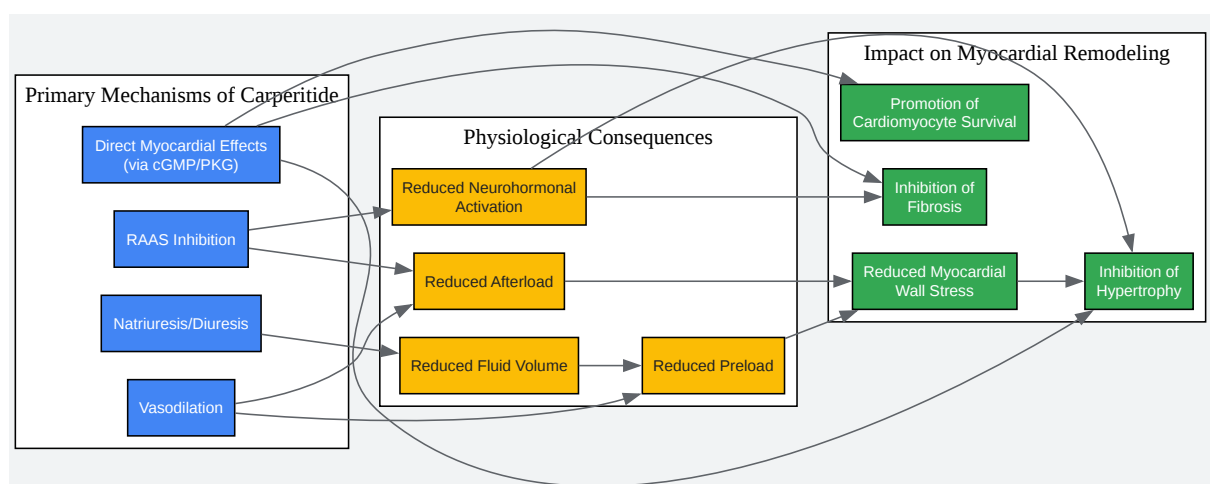 Primary Mechanisms of Carperitide
Direct Myocardial Effects
(via cGMP/PKG)
RAAS Inhibition
Natriuresis/Diuresis
Vasodilation
Physiological Consequences
Reduced Neurohormonal
Activation
Reduced Afterload
Reduced Fluid Volume
Reduced Preload
Impact on Myocardial Remodeling
Promotion of
Cardiomyocyte Survival
Inhibition of
Fibrosis
Reduced Myocardial
Wall Stress
Inhibition of
Hypertrophy